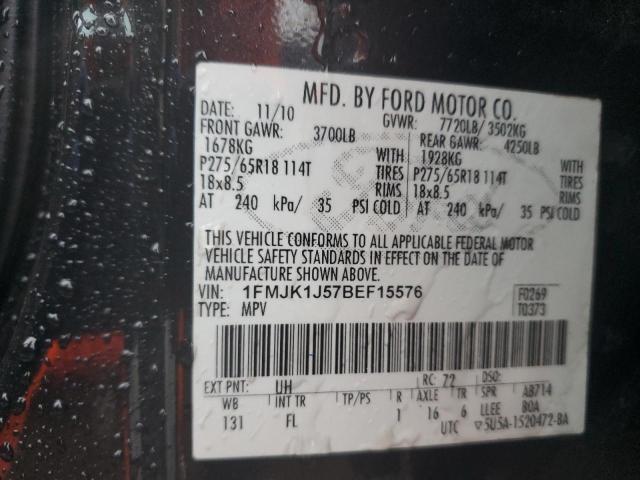 MFD. BY FORD MOTOR CO.
DATE: 11/10 GVWR: 7720LB/ 3502KG
FRONT GAWR: 3700LB REAR GAWR: 4250LB
1678KG WITH 1928KG WITH
P275/65R18 114T TIRES P275/65R18 114T TIRES
18x8.5 RIMS 18x8.5 RIMS
AT 240 kPa/ 35 PSI COLD AT 240 kPa/ 35 PSI COLD
THIS VEHICLE CONFORMS TO ALL APPLICABLE FEDERAL MOTOR
VEHICLE SAFETY STANDARDS IN EFFECT ON THE DATE OF
MANUFACTURE SHOWN ABOVE.
VIN: 1FMJK1J57BEF15576 F0269
TYPE: MPV T0373
EXT PNT: UH RC: 72 DSO:
WB INT TR TP/PS R AXLE TR SPR A8714
131 FL 1 16 6 LLEE BOA
UTC ▽5U5A-1520472-BA